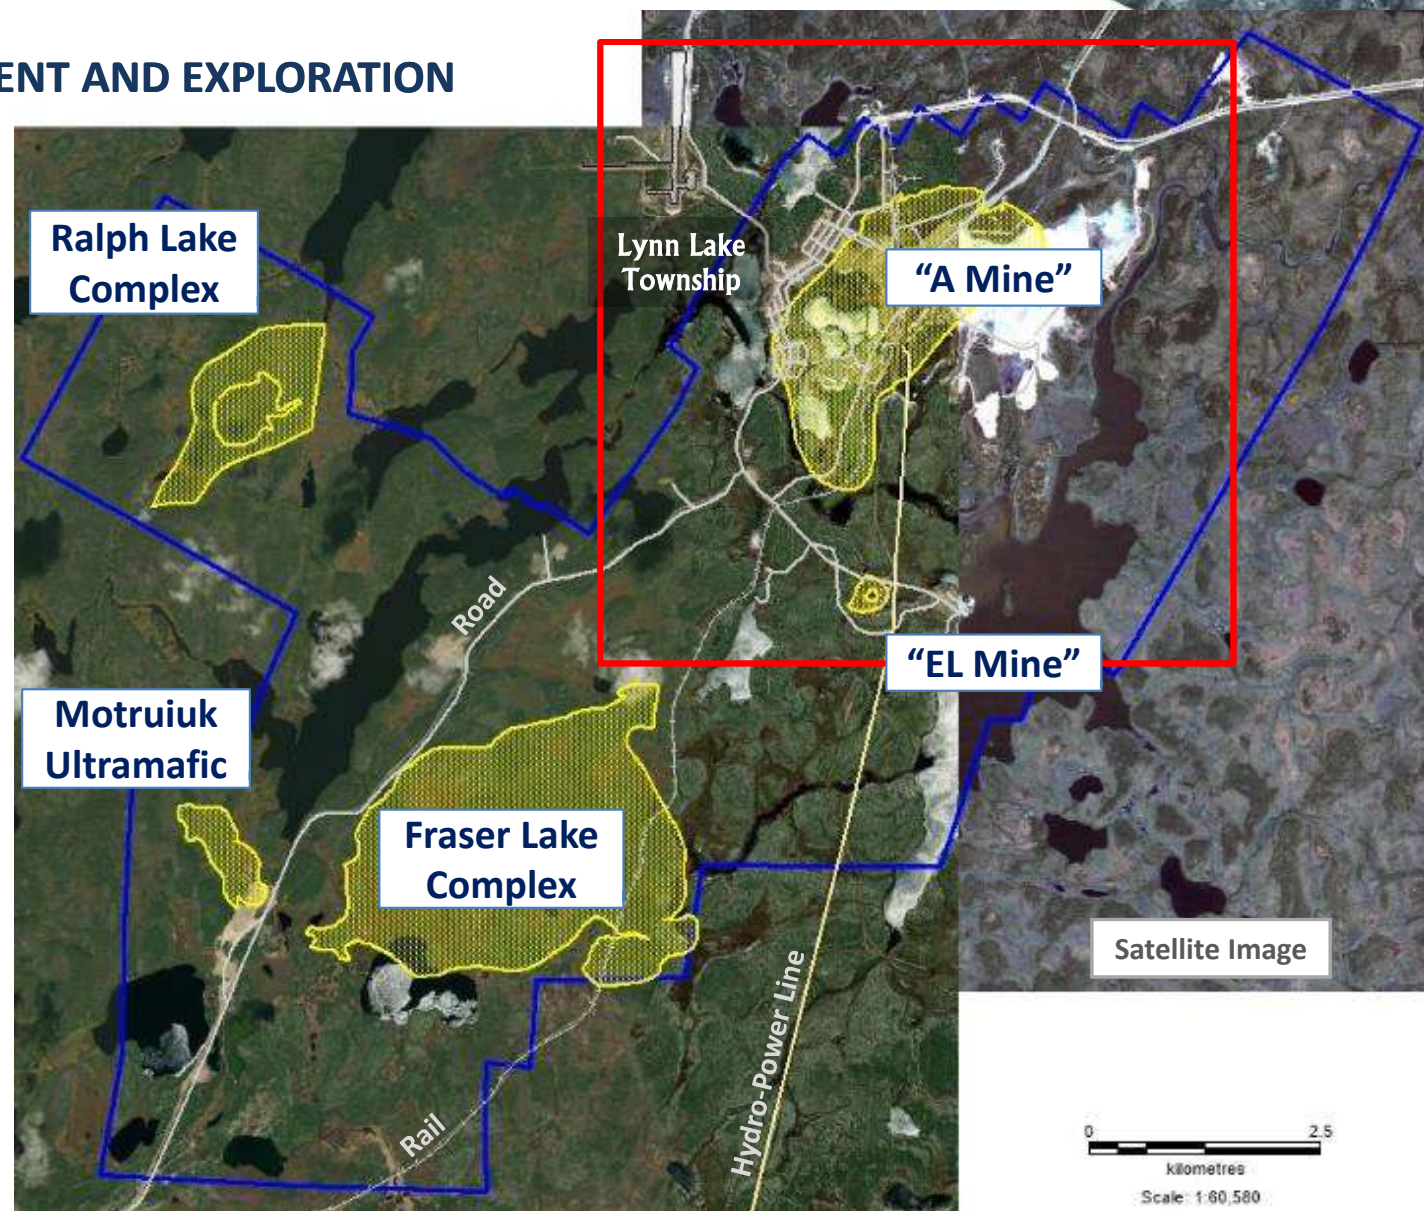 ENT AND EXPLORATION
Ralph Lake
Complex
Lynn Lake
Township
“A Mine”
Road
“EL Mine”
Motruiuk
Ultramafic
Fraser Lake
Complex
Satellite Image
Hydro-Power Line
Rail
0 2.5
kilometres
Scale: 1:60,580